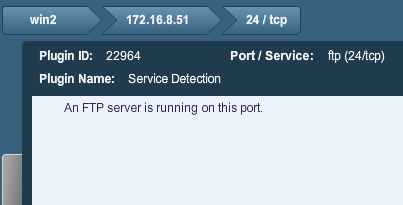 win2 172.16.8.51 24 / tcp
Plugin ID: 22964 Port / Service: ftp (24/tcp)
Plugin Name: Service Detection
An FTP server is running on this port.